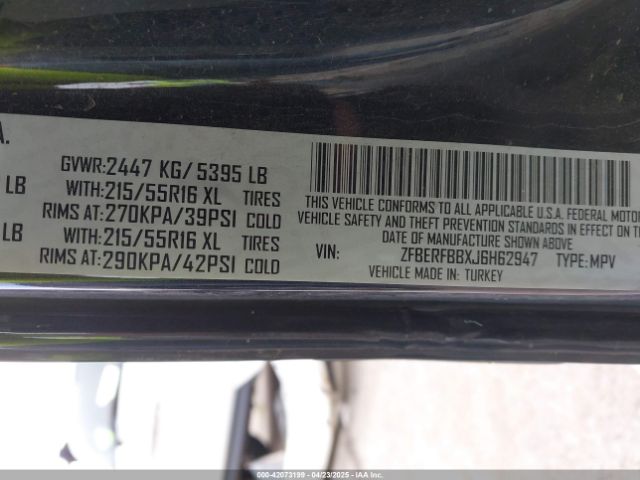 A.
GVWR:2447 KG/ 5395 LB
LB WITH:215/55R16 XL TIRES
RIMS AT:270KPA/39PSI COLD
LB WITH:215/55R16 XL TIRES
RIMS AT:290KPA/42PSI COLD
THIS VEHICLE CONFORMS TO ALL APPLICABLE U.S.A. FEDERAL MOTOR
VEHICLE SAFETY AND THEFT PREVENTION STANDARDS IN EFFECT ON TH
DATE OF MANUFACTURE SHOWN ABOVE.
VIN: ZFBERFBBXJ6H62947 TYPE:MPV
VEHICLE MADE IN: TURKEY
000-42073199 - 04/23/2025 - IAA Inc.